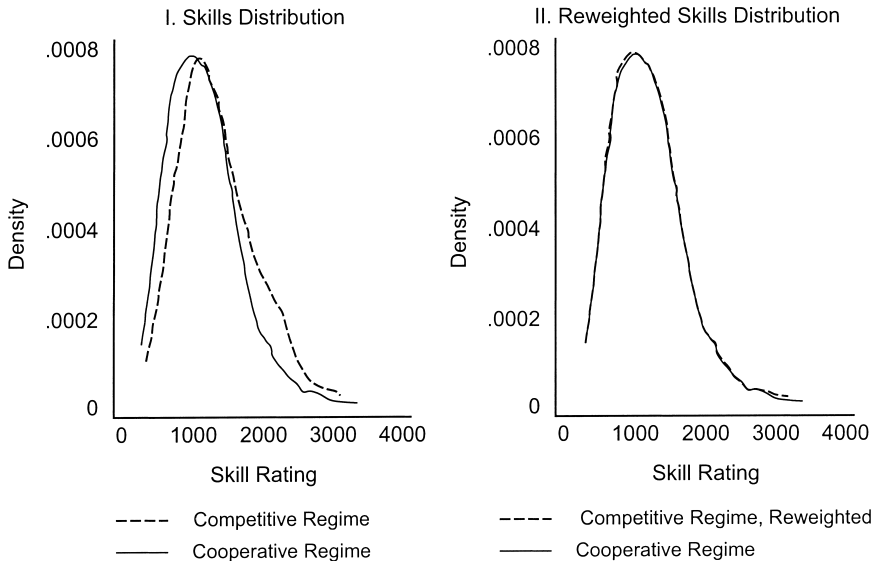 I. Skills Distribution
.0008
.0006
.0004
.0002
0
Density
0
1000
2000
3000
4000
Skill Rating
Competitive Regime
Cooperative Regime
II. Reweighted Skills Distribution
.0008
.0006
.0004
.0002
0
Density
0
1000
2000
3000
4000
Skill Rating
Competitive Regime, Reweighted
Cooperative Regime